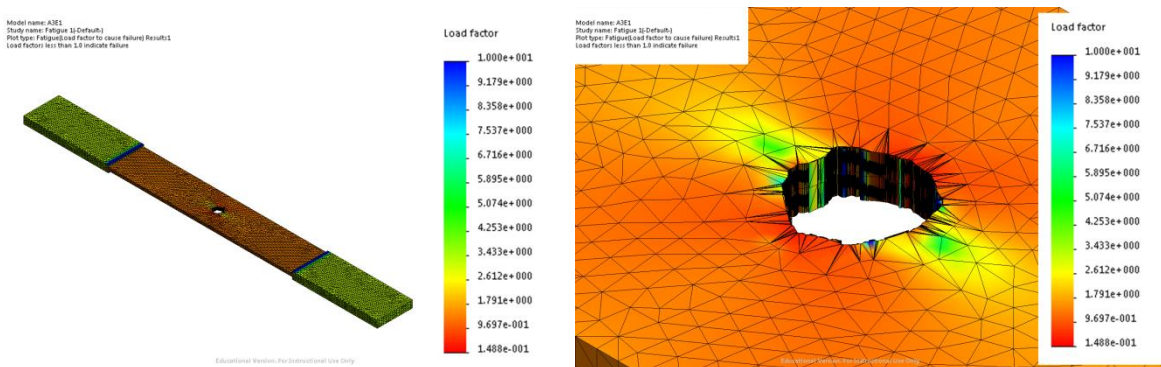 Model name: A3E1
Study name: Fatigue 1(-Default-)
Plot type: Fatigue(Load factor to cause failure) Results1
Load factors less than 1.0 indicate failure
Load factor
1.000e+001
9.179e+000
8.358e+000
7.537e+000
6.716e+000
5.895e+000
5.074e+000
4.253e+000
3.433e+000
2.612e+000
1.791e+000
9.697e-001
1.488e-001
Educational Version. For Instructional Use Only
Model name: A3E1
Study name: Fatigue 1(-Default-)
Plot type: Fatigue(Load factor to cause failure) Results1
Load factors less than 1.0 indicate failure
Load factor
1.000e+001
9.179e+000
8.358e+000
7.537e+000
6.716e+000
5.895e+000
5.074e+000
4.253e+000
3.433e+000
2.612e+000
1.791e+000
9.697e-001
1.488e-001
Educational Version. For Instructional Use Only